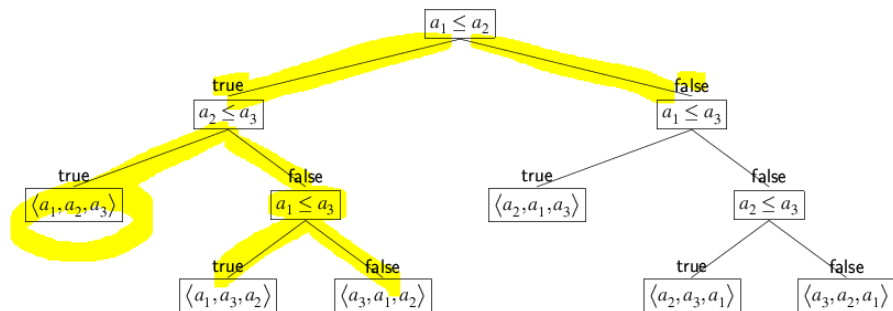 a₁ ≤ a₂
true false
a₂ ≤ a₃ a₁ ≤ a₃
true false true false
⟨a₁, a₂, a₃⟩ a₁ ≤ a₃ ⟨a₂, a₁, a₃⟩ a₂ ≤ a₃
true false true false
⟨a₁, a₃, a₂⟩ ⟨a₃, a₁, a₂⟩ ⟨a₂, a₃, a₁⟩ ⟨a₃, a₂, a₁⟩